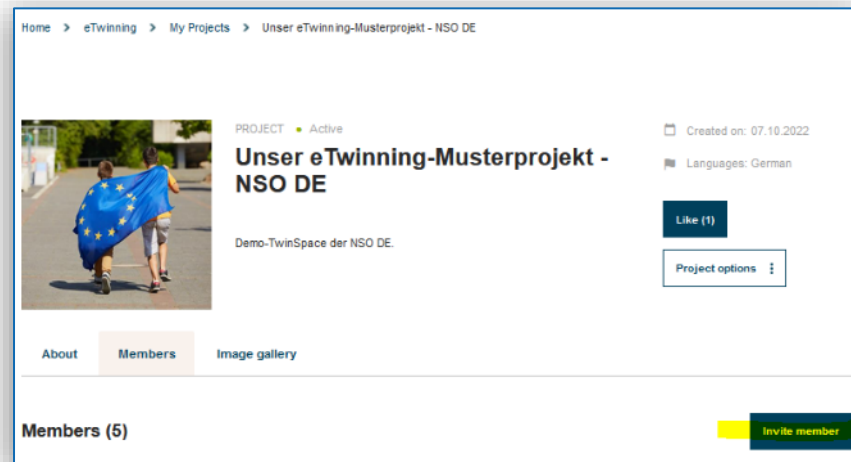 Home > eTwinning > My Projects > Unser eTwinning-Musterprojekt - NSO DE
PROJECT • Active
Unser eTwinning-Musterprojekt -
NSO DE
Demo-TwinSpace der NSO DE.
Created on: 07.10.2022
Languages: German
Like (1)
Project options
About Members Image gallery
Members (5)
Invite member